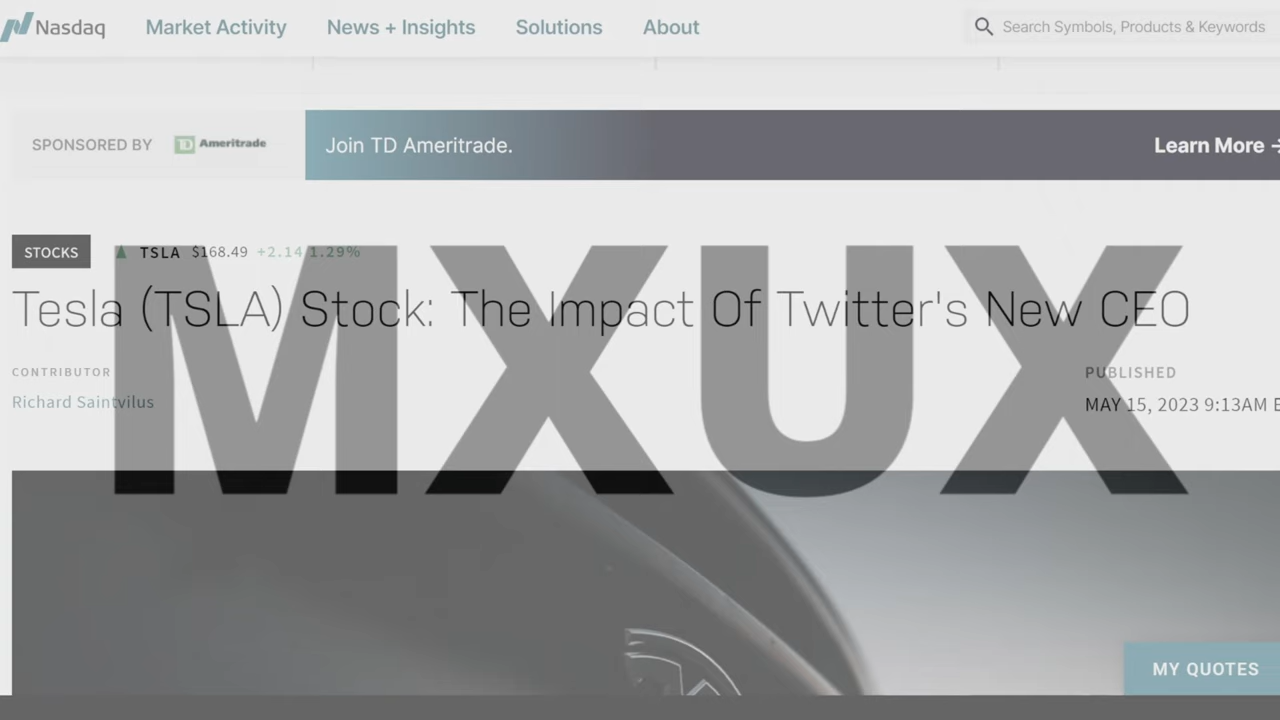 Nasdaq Market Activity News + Insights Solutions About Search Symbols, Products & Keywords
SPONSORED BY TD Ameritrade Join TD Ameritrade. Learn More →
STOCKS ▲ TSLA $168.49 +2.14 1.29%
Tesla (TSLA) Stock: The Impact Of Twitter's New CEO
MXUX
CONTRIBUTOR PUBLISHED
Richard Saintvilus MAY 15, 2023 9:13AM E
MY QUOTES